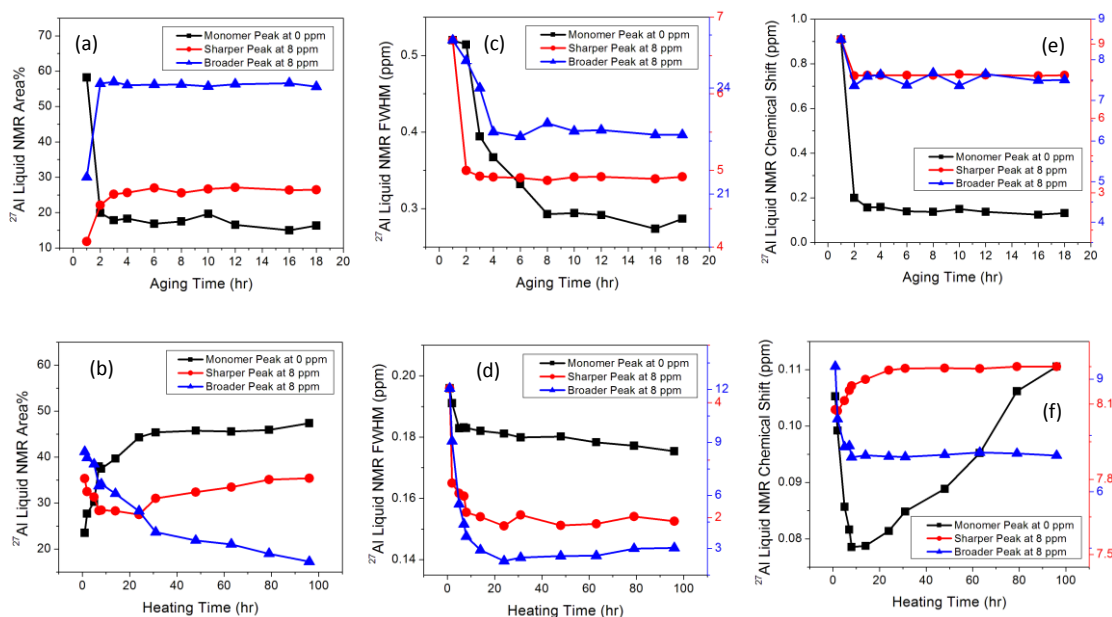 (a)
Monomer Peak at 0 ppm
Sharper Peak at 8 ppm
Broader Peak at 8 ppm
27Al Liquid NMR Area%
70
60
50
40
30
20
10
0 2 4 6 8 10 12 14 16 18 20
Aging Time (hr)
(c)
Monomer Peak at 0 ppm
Sharper Peak at 8 ppm
Broader Peak at 8 ppm
27Al Liquid NMR FWHM (ppm)
0.5
0.4
0.3
7
6
5
4
24
21
0 2 4 6 8 10 12 14 16 18 20
Aging Time (hr)
(e)
Monomer Peak at 0 ppm
Sharper Peak at 8 ppm
Broader Peak at 8 ppm
27Al Liquid NMR Chemical Shift (ppm)
1.0
0.8
0.6
0.4
0.2
0.0
9
8
7
6
5
4
0 2 4 6 8 10 12 14 16 18 20
Aging Time (hr)
(b)
Monomer Peak at 0 ppm
Sharper Peak at 8 ppm
Broader Peak at 8 ppm
27Al Liquid NMR Area%
60
50
40
30
20
0 20 40 60 80 100
Heating Time (hr)
(d)
Monomer Peak at 0 ppm
Sharper Peak at 8 ppm
Broader Peak at 8 ppm
27Al Liquid NMR FWHM (ppm)
0.20
0.18
0.16
0.14
12
4
9
6
2
3
0 20 40 60 80 100
Heating Time (hr)
(f)
Monomer Peak at 0 ppm
Sharper Peak at 8 ppm
Broader Peak at 8 ppm
27Al Liquid NMR Chemical Shift (ppm)
0.11
0.10
0.09
0.08
9
8.1
7.8
6
7.5
0 20 40 60 80 100
Heating Time (hr)